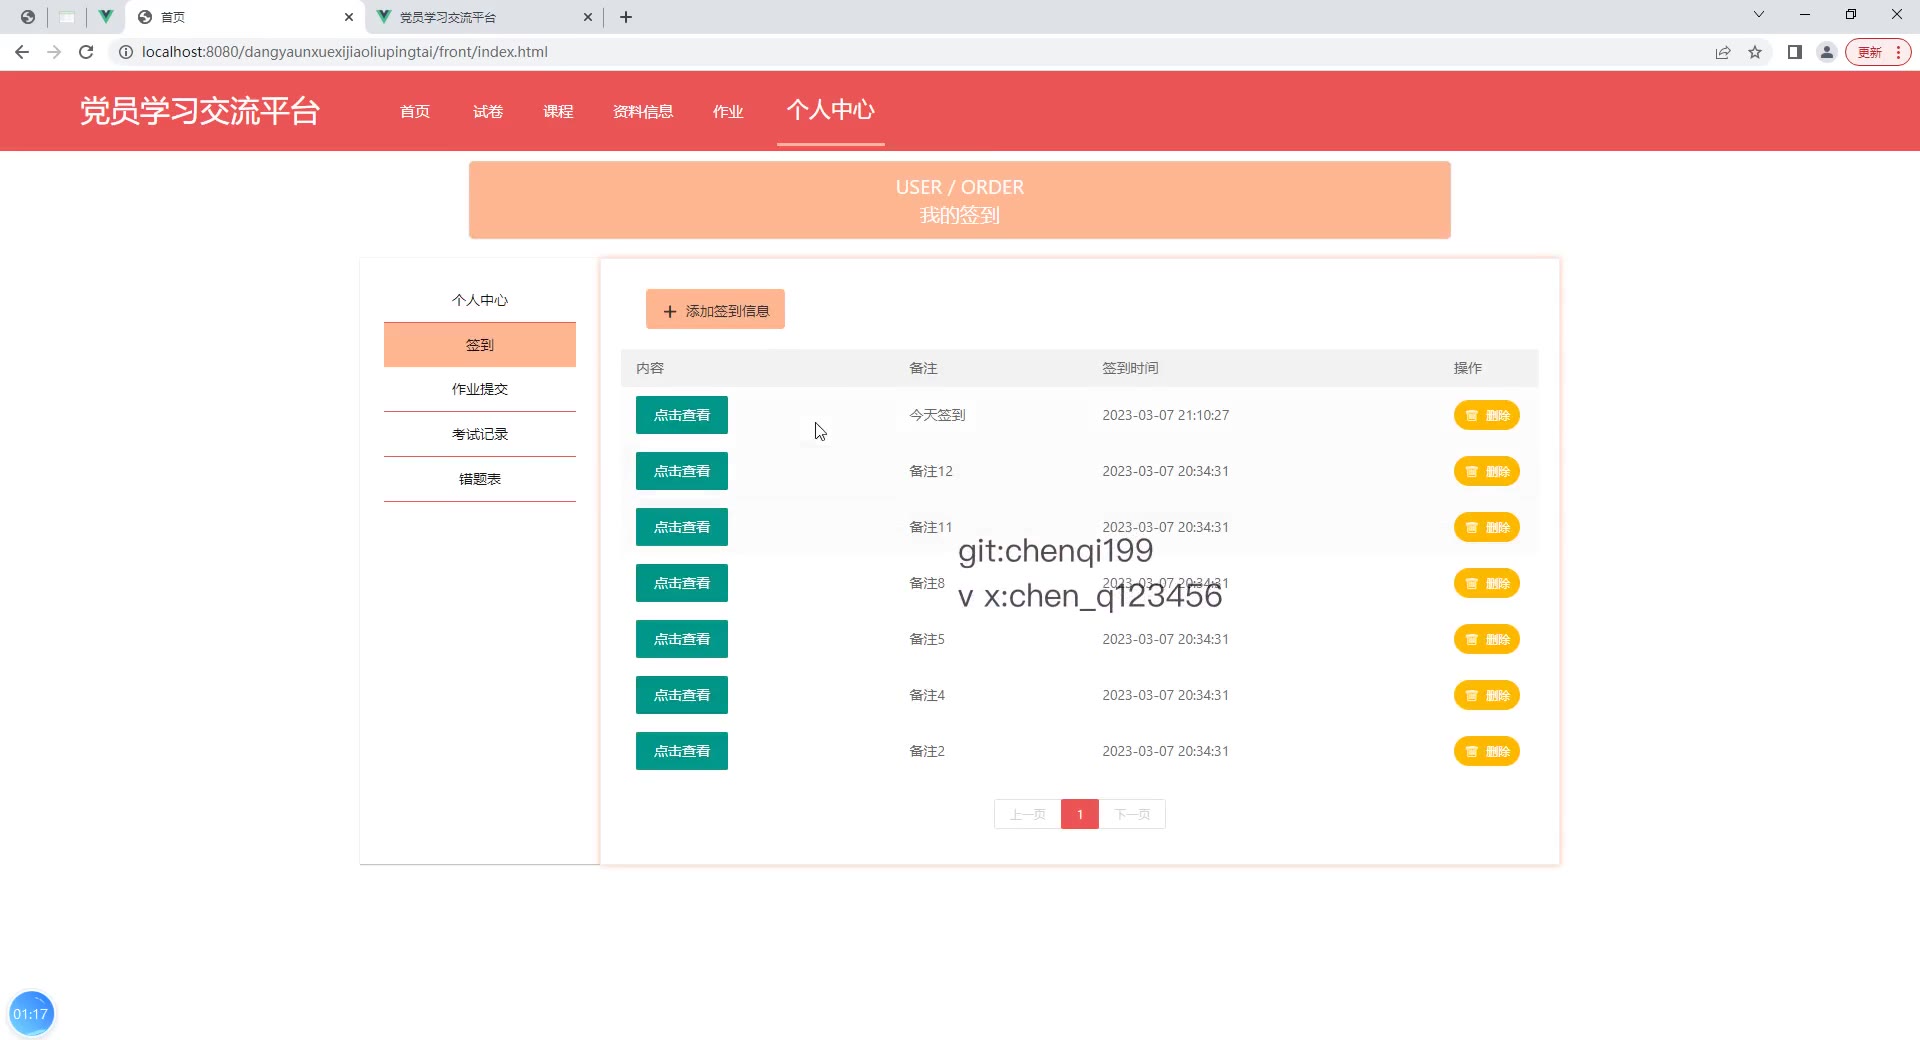 首页
党员学习交流平台
localhost:8080/dangyaunxuexijiaoliupingtai/front/index.html
更新
党员学习交流平台
首页
试卷
课程
资料信息
作业
个人中心
USER / ORDER
我的签到
个人中心
签到
作业提交
考试记录
错题表
添加签到信息
内容 备注 签到时间 操作
点击查看 今天签到 2023-03-07 21:10:27 删除
点击查看 备注12 2023-03-07 20:34:31 删除
点击查看 备注11 2023-03-07 20:34:31 删除
git:chenqi199
点击查看 备注8 2023-03-07 20:34:31 删除
v x:chen_q123456
点击查看 备注5 2023-03-07 20:34:31 删除
点击查看 备注4 2023-03-07 20:34:31 删除
点击查看 备注2 2023-03-07 20:34:31 删除
上一页 1 下一页
01:17